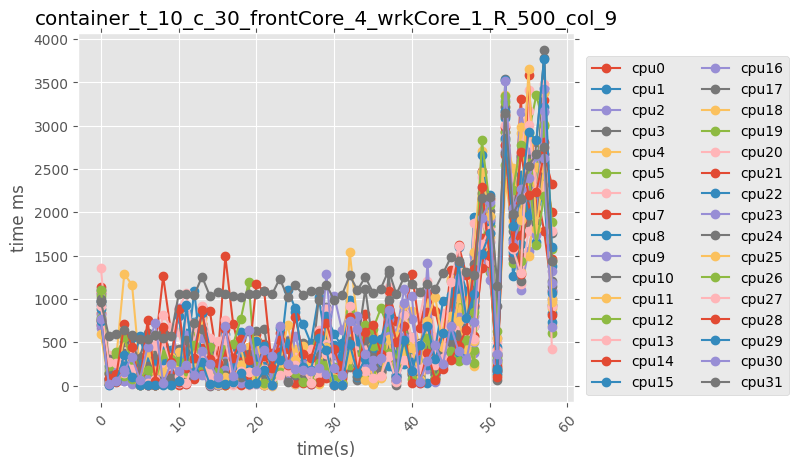 container_t_10_c_30_frontCore_4_wrkCore_1_R_500_col_9
time ms
4000
3500
3000
2500
2000
1500
1000
500
0
0
10
20
30
40
50
60
time(s)
cpu0
cpu1
cpu2
cpu3
cpu4
cpu5
cpu6
cpu7
cpu8
cpu9
cpu10
cpu11
cpu12
cpu13
cpu14
cpu15
cpu16
cpu17
cpu18
cpu19
cpu20
cpu21
cpu22
cpu23
cpu24
cpu25
cpu26
cpu27
cpu28
cpu29
cpu30
cpu31